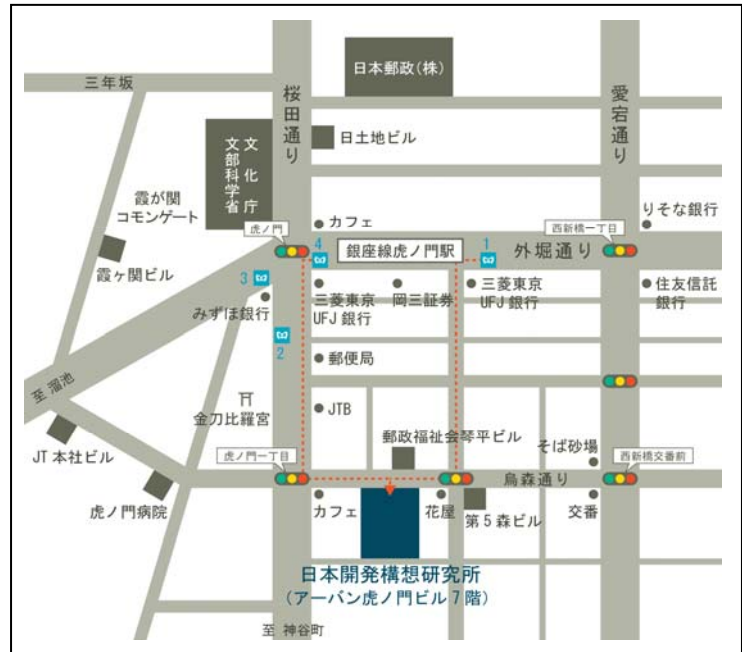 日本郵政(株)
三年坂
桜田通り
愛宕通り
文化庁
文部科学省
日土地ビル
霞が関
コモンゲート
カフェ
りそな銀行
虎ノ門
西新橋一丁目
4
銀座線虎ノ門駅
1
外堀通り
霞ヶ関ビル
3
みずほ銀行
三菱東京
UFJ銀行
岡三証券
三菱東京
UFJ銀行
住友信託
銀行
2
郵便局
至 溜池
金刀比羅宮
JTB
郵政福祉会琴平ビル
そば砂場
JT本社ビル
虎ノ門一丁目
西新橋交番前
烏森通り
虎ノ門病院
カフェ
花屋
第5森ビル
交番
日本開発構想研究所
(アーバン虎ノ門ビル7階)
至 神谷町